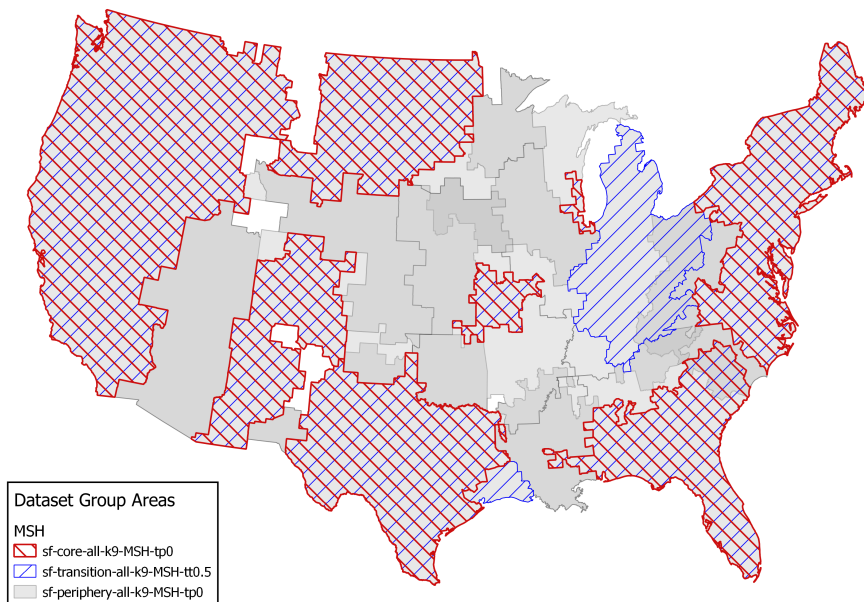 Dataset Group Areas
MSH
sf-core-all-k9-MSH-tp0
sf-transition-all-k9-MSH-tt0.5
sf-periphery-all-k9-MSH-tp0